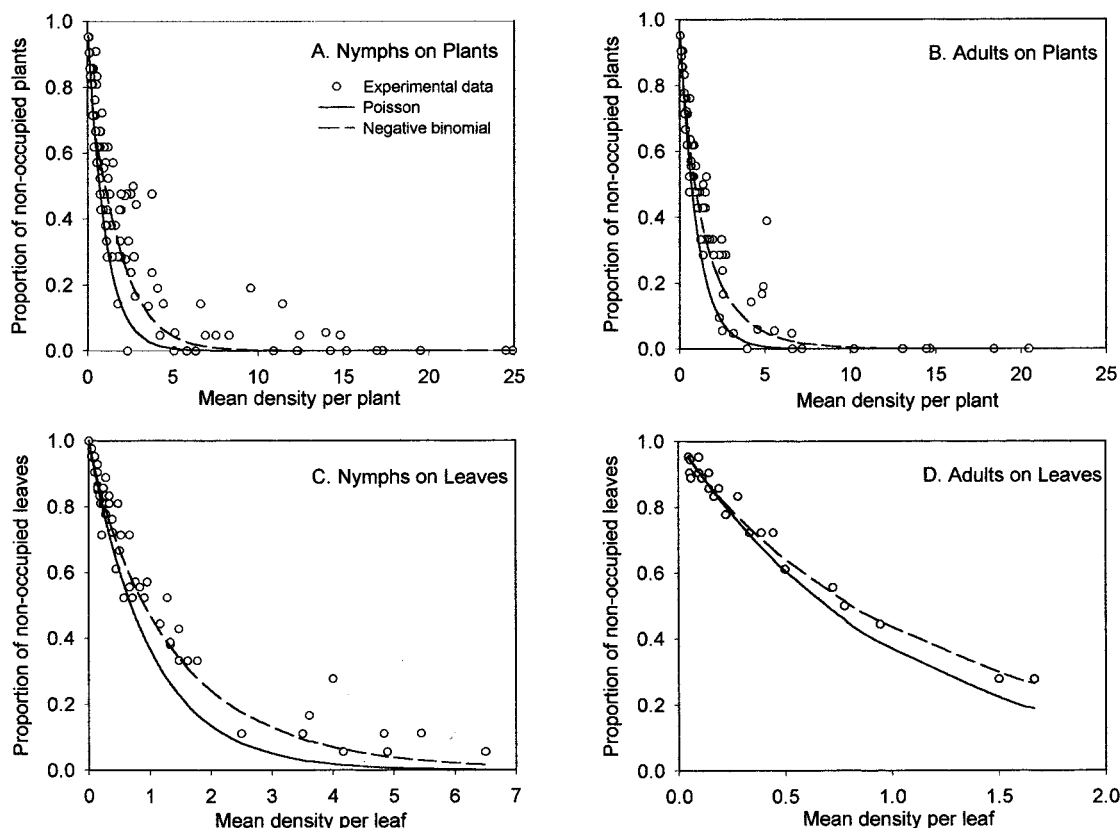 A. Nymphs on Plants
Experimental data
Poisson
Negative binomial
Proportion of non-occupied plants
1.0
0.8
0.6
0.4
0.2
0.0
0 5 10 15 20 25
Mean density per plant
B. Adults on Plants
Proportion of non-occupied plants
1.0
0.8
0.6
0.4
0.2
0.0
0 5 10 15 20 25
Mean density per plant
C. Nymphs on Leaves
Proportion of non-occupied leaves
1.0
0.8
0.6
0.4
0.2
0.0
0 1 2 3 4 5 6 7
Mean density per leaf
D. Adults on Leaves
Proportion of non-occupied leaves
1.0
0.8
0.6
0.4
0.2
0.0
0.0 0.5 1.0 1.5 2.0
Mean density per leaf